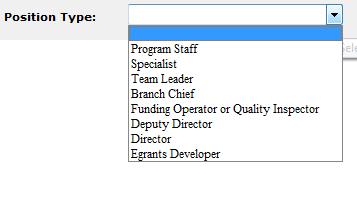 Position Type:
Program Staff
Specialist
Team Leader
Branch Chief
Funding Operator or Quality Inspector
Deputy Director
Director
Egrants Developer